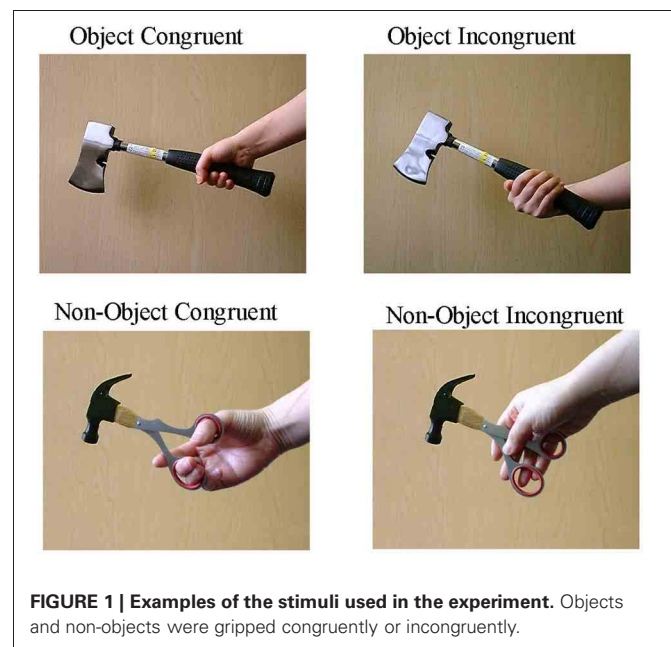 Object Congruent
Object Incongruent
Non-Object Congruent
Non-Object Incongruent
FIGURE 1 | Examples of the stimuli used in the experiment. Objects
and non-objects were gripped congruently or incongruently.